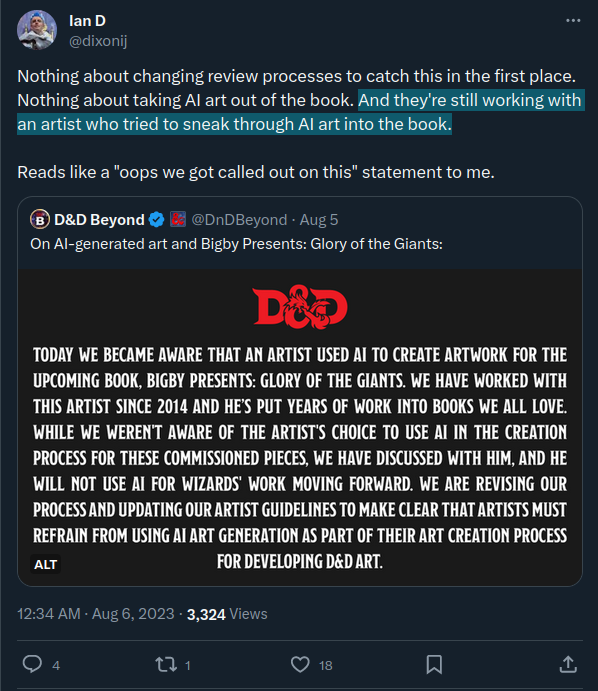 Ian D
@dixonij
Nothing about changing review processes to catch this in the first place.
Nothing about taking AI art out of the book. And they're still working with
an artist who tried to sneak through AI art into the book.
Reads like a "oops we got called out on this" statement to me.
D&D Beyond @DnDBeyond · Aug 5
On AI-generated art and Bigby Presents: Glory of the Giants:
D&D
TODAY WE BECAME AWARE THAT AN ARTIST USED AI TO CREATE ARTWORK FOR THE
UPCOMING BOOK, BIGBY PRESENTS: GLORY OF THE GIANTS. WE HAVE WORKED WITH
THIS ARTIST SINCE 2014 AND HE'S PUT YEARS OF WORK INTO BOOKS WE ALL LOVE.
WHILE WE WEREN'T AWARE OF THE ARTIST'S CHOICE TO USE AI IN THE CREATION
PROCESS FOR THESE COMMISSIONED PIECES, WE HAVE DISCUSSED WITH HIM, AND HE
WILL NOT USE AI FOR WIZARDS' WORK MOVING FORWARD. WE ARE REVISING OUR
PROCESS AND UPDATING OUR ARTIST GUIDELINES TO MAKE CLEAR THAT ARTISTS MUST
REFRAIN FROM USING AI ART GENERATION AS PART OF THEIR ART CREATION PROCESS
FOR DEVELOPING D&D ART.
ALT
12:34 AM · Aug 6, 2023 · 3,324 Views
4 1 18